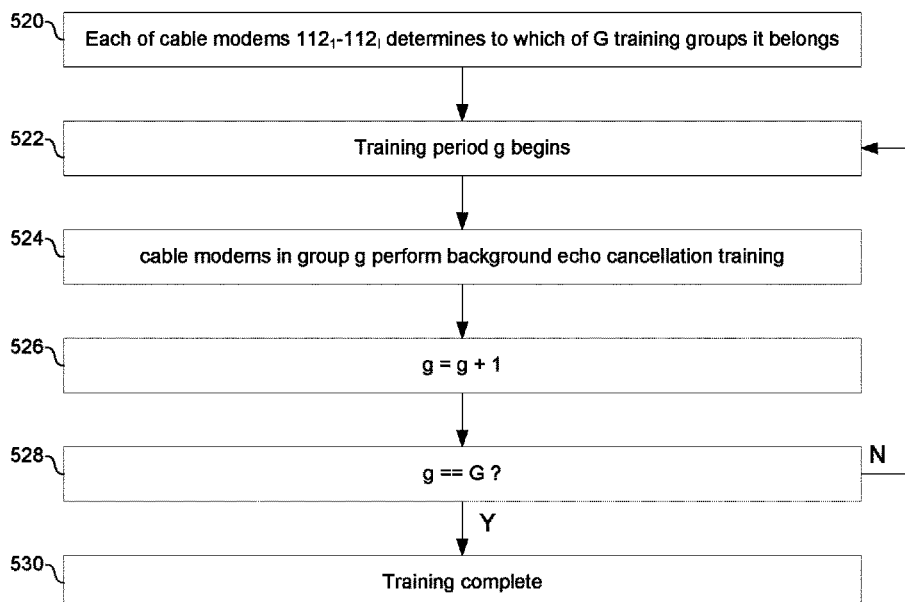 520
Each of cable modems 112₁-112ₗ determines to which of G training groups it belongs
522
Training period g begins
524
cable modems in group g perform background echo cancellation training
526
g = g + 1
528
g == G ?
N
Y
530
Training complete